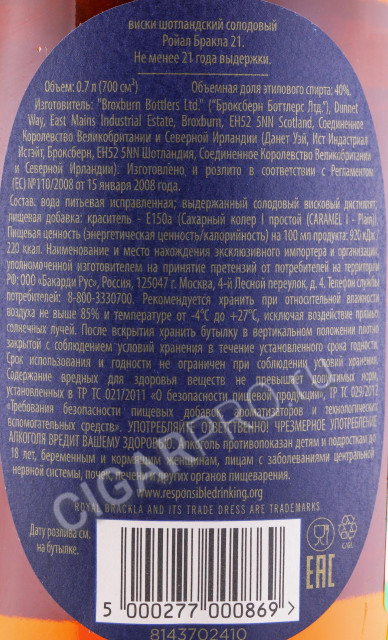 виски шотландский солодовый
Ройал Бракла 21.
Не менее 21 года выдержки.
Объем: 0.7 л (700 см³) Объемная доля этилового спирта: 40%.
Изготовитель: "Broxburn Bottlers Ltd." ("Броксберн Боттлерс Лтд."), Dunnet
Way, East Mains Industrial Estate, Broxburn, EH52 5NN Scotland, Соединенное
Королевство Великобритании и Северной Ирландии (Данет Уэй, Ист Индастриал
Истэйт, Броксберн, EH52 5NN Шотландия, Соединенное Королевство Великобритании
и Северной Ирландии). Изготовлено и розлито в соответствии с Регламентом
(ЕС) №110/2008 от 15 января 2008 года.
Состав: вода питьевая исправленная; выдержанный солодовый висковый дистиллят,
пищевая добавка: краситель - Е150а (Сахарный колер I простой (CARAMEL I - Plain).
Пищевая ценность (энергетическая ценность/калорийность) на 100 мл продукта: 920 кДж /
220 ккал. Наименование и место нахождения эксклюзивного импортера и организации,
уполномоченной изготовителем на принятие претензий от потребителей на территории
РФ: ООО «Бакарди Рус», Россия, 125047 г. Москва, 4-й Лесной переулок, д. 4. Телефон службы
потребителей: 8-800-3330700. Рекомендуется хранить при относительной влажности
воздуха не выше 85% и температуре от -4°С до +27°С, исключая воздействие прямых
солнечных лучей. После вскрытия хранить бутылку в вертикальном положении плотно
закрытой с соблюдением условий хранения в течение установленного срока годности.
Срок использования и годности не ограничен при соблюдении условий хранения.
Содержание вредных для здоровья веществ не превышает допустимых норм,
установленных в ТР ТС 021/2011 «О безопасности пищевой продукции», ТР ТС 029/2012
«Требования безопасности пищевых добавок, ароматизаторов и технологических
вспомогательных средств». УПОТРЕБЛЯЙТЕ ОТВЕТСТВЕННО! ЧРЕЗМЕРНОЕ УПОТРЕБЛЕНИЕ
АЛКОГОЛЯ ВРЕДИТ ВАШЕМУ ЗДОРОВЬЮ. Алкоголь противопоказан детям и подросткам до
18 лет, беременным и кормящим женщинам, лицам с заболеваниями центральной
нервной системы, почек, печени и других органов пищеварения.
www.responsibledrinking.org
ROYAL BRACKLA AND ITS TRADE DRESS ARE TRADEMARKS
Дату розлива см.
на бутылке.
5 000277 000869 >
EAC
8143702410
CIGARPRO.RU